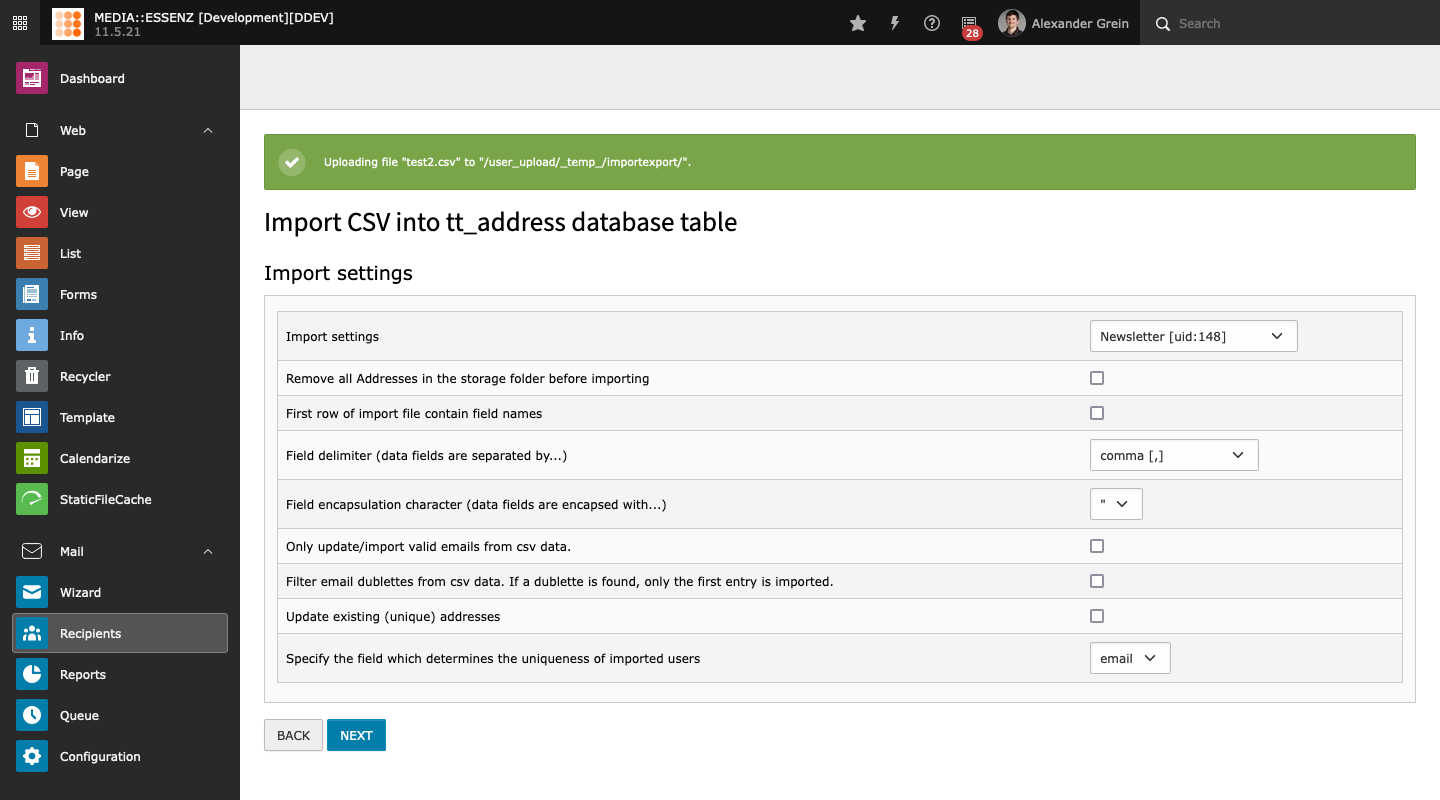 MEDIA::ESSENZ [Development][DDEV]
11.5.21
28
Alexander Grein
Search
Dashboard
Web
Page
View
List
Forms
Info
Recycler
Template
Calendarize
StaticFileCache
Mail
Wizard
Recipients
Reports
Queue
Configuration
Uploading file "test2.csv" to "/user_upload/_temp_/importexport/".
Import CSV into tt_address database table
Import settings
Import settings Newsletter [uid:148]
Remove all Addresses in the storage folder before importing
First row of import file contain field names
Field delimiter (data fields are separated by...) comma [,]
Field encapsulation character (data fields are encapsed with...) "
Only update/import valid emails from csv data.
Filter email dublettes from csv data. If a dublette is found, only the first entry is imported.
Update existing (unique) addresses
Specify the field which determines the uniqueness of imported users email
BACK NEXT